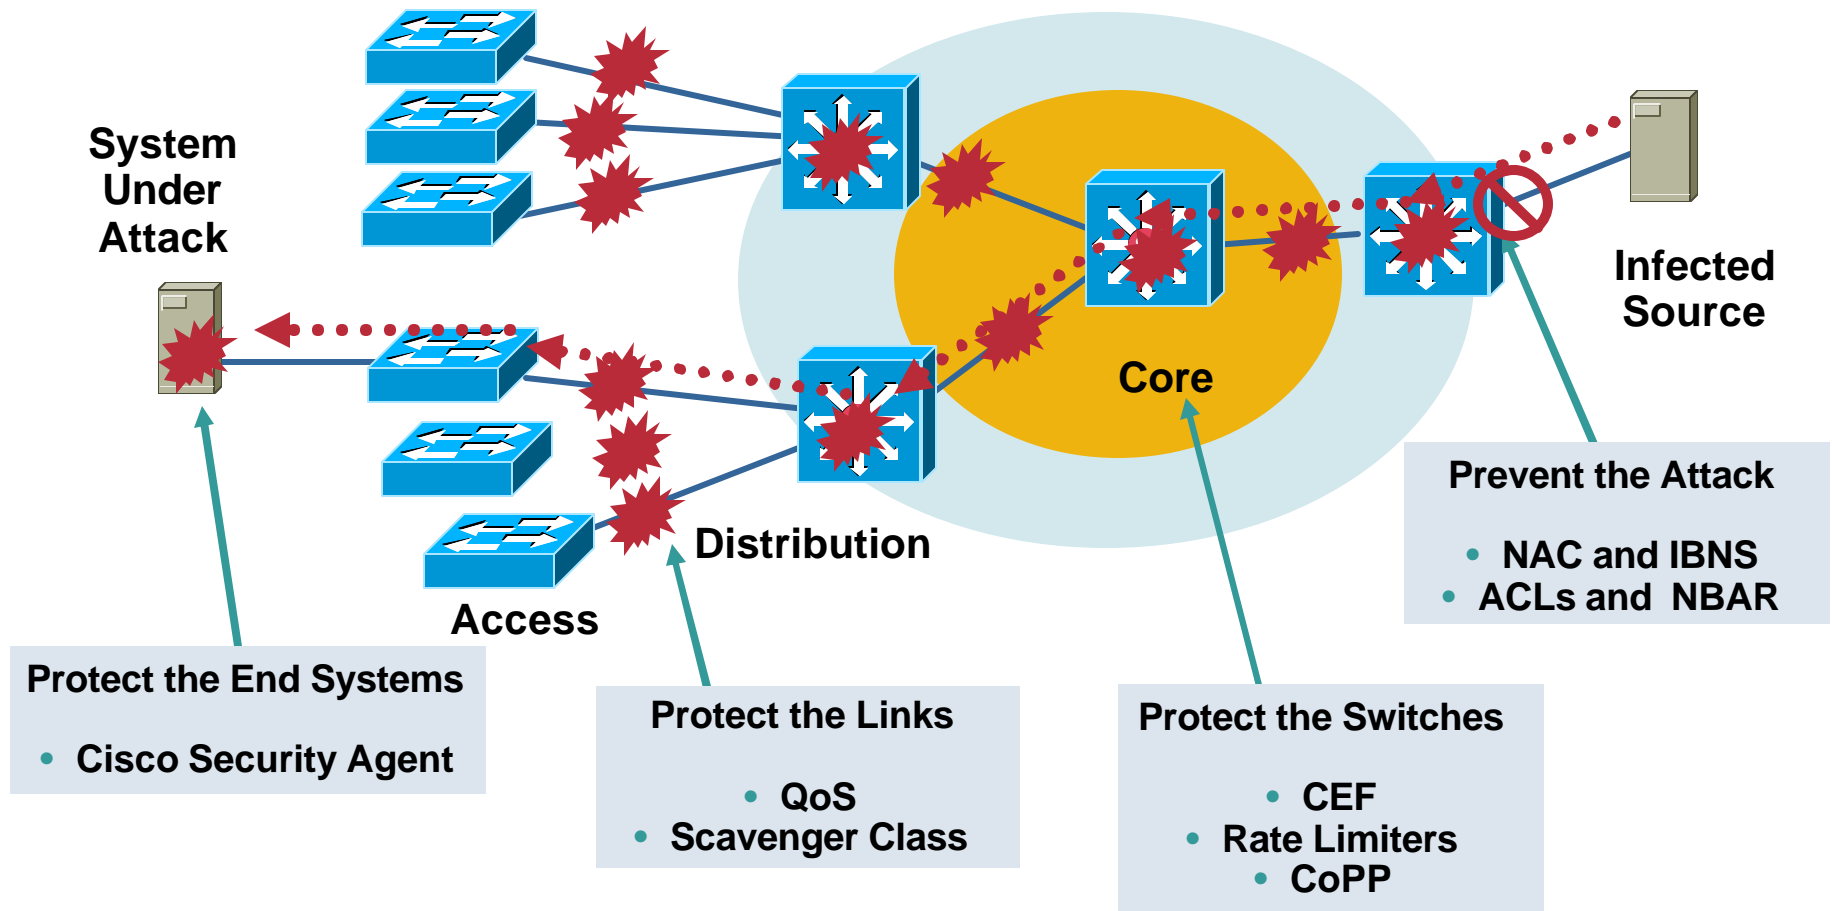 System
Under
Attack
Infected
Source
Core
Distribution
Access
Prevent the Attack
• NAC and IBNS
• ACLs and NBAR
Protect the End Systems
• Cisco Security Agent
Protect the Links
• QoS
• Scavenger Class
Protect the Switches
• CEF
• Rate Limiters
• CoPP